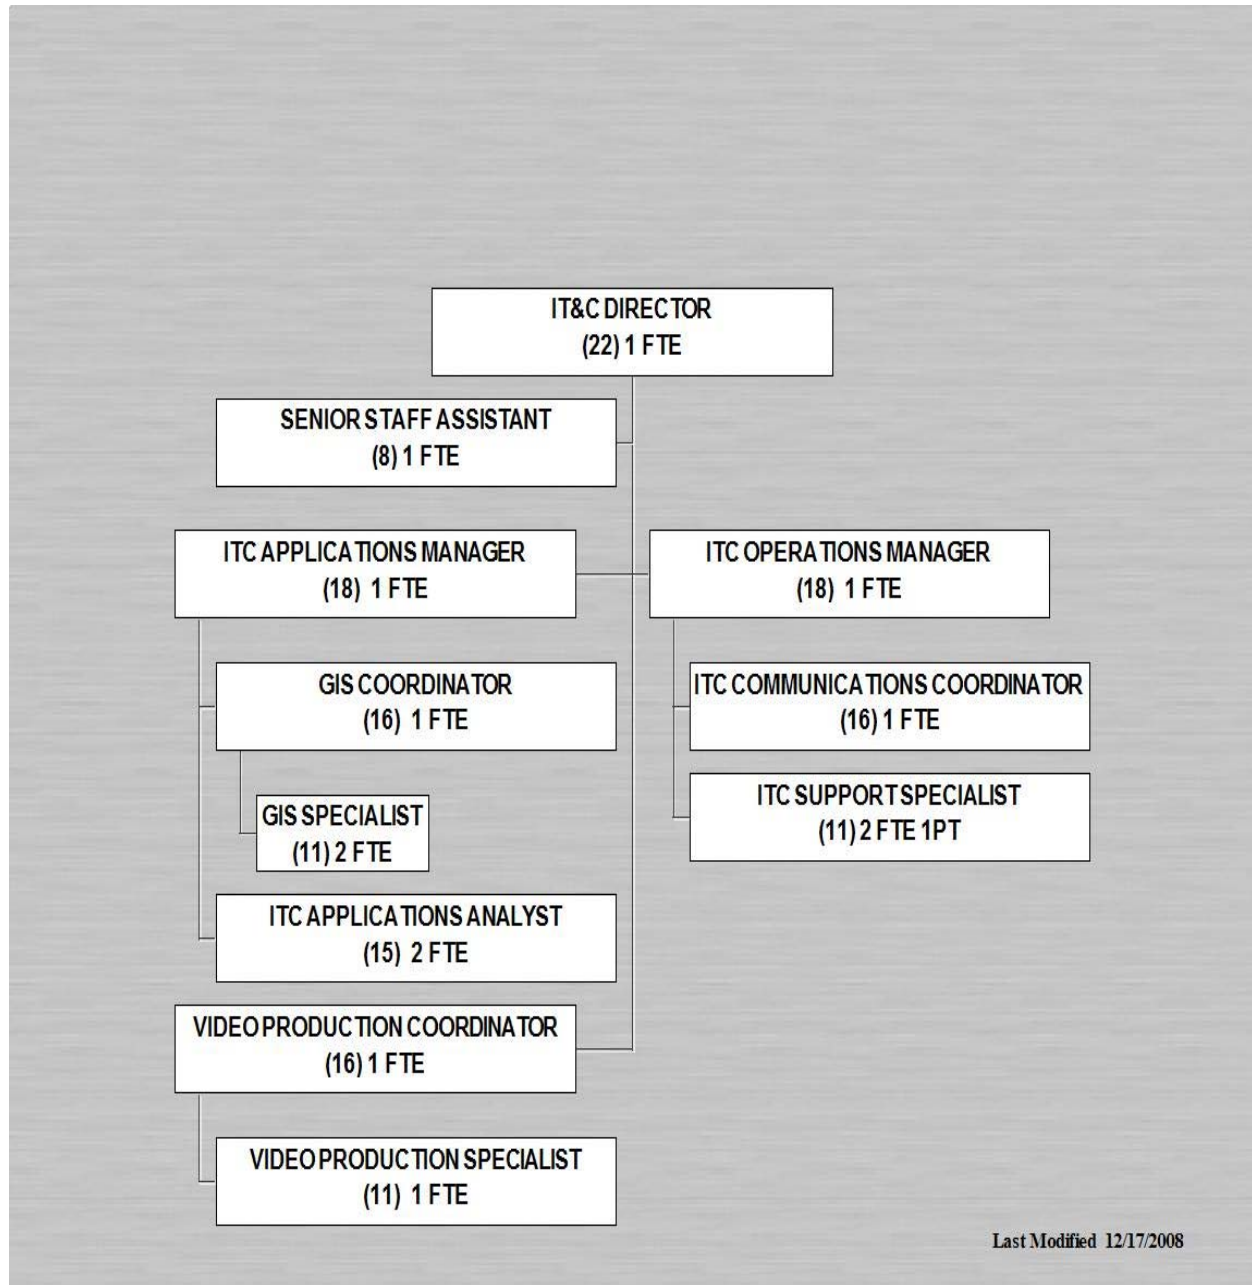 IT&C DIRECTOR
(22) 1 FTE
SENIOR STAFF ASSISTANT
(8) 1 FTE
ITC APPLICATIONS MANAGER
(18) 1 FTE
ITC OPERATIONS MANAGER
(18) 1 FTE
GIS COORDINATOR
(16) 1 FTE
ITC COMMUNICATIONS COORDINATOR
(16) 1 FTE
GIS SPECIALIST
(11) 2 FTE
ITC SUPPORT SPECIALIST
(11) 2 FTE 1PT
ITC APPLICATIONS ANALYST
(15) 2 FTE
VIDEO PRODUCTION COORDINATOR
(16) 1 FTE
VIDEO PRODUCTION SPECIALIST
(11) 1 FTE
Last Modified 12/17/2008